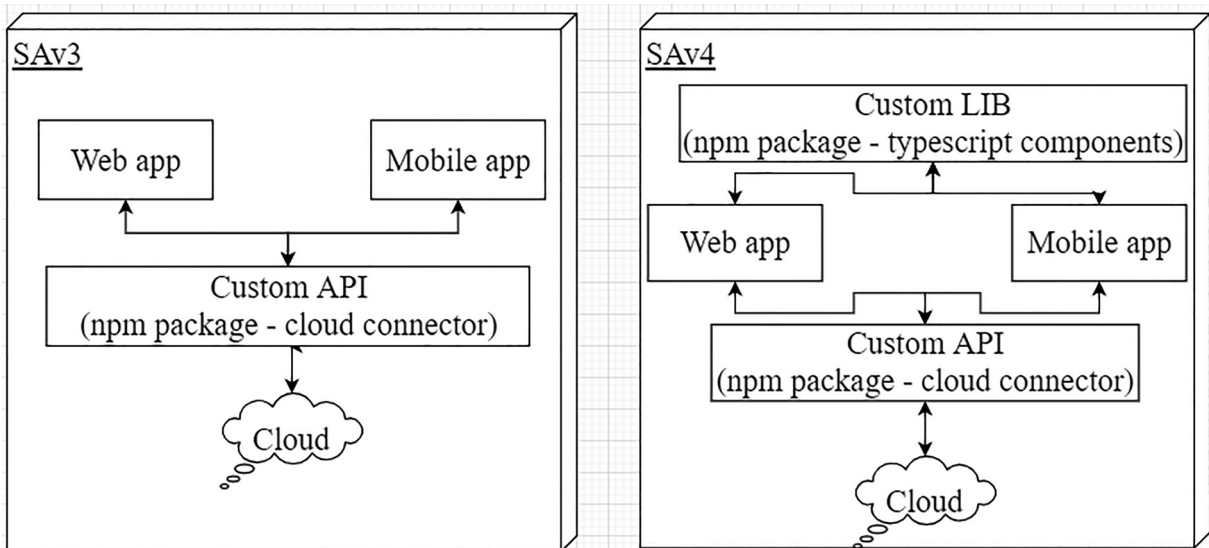 SAv3
Web app
Mobile app
Custom API
(npm package - cloud connector)
Cloud
SAv4
Custom LIB
(npm package - typescript components)
Web app
Mobile app
Custom API
(npm package - cloud connector)
Cloud